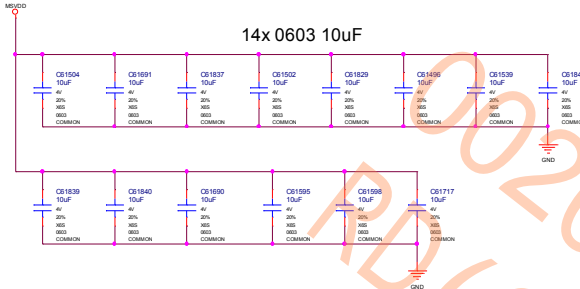 MSVDD
14x 0603 10uF
C61504 C61691 C61837 C61502 C61829 C61496 C61539
10uF 10uF 10uF 10uF 10uF 10uF 10uF 10uF
4V 4V 4V 4V 4V 4V 4V 4V
20% 20% 20% 20% 20% 20% 20% 20%
X6S X6S X6S X6S X6S X6S X6S X6S
0603 0603 0603 0603 0603 0603 0603 0603
COMMON COMMON COMMON COMMON COMMON COMMON COMMON
GND
C61839 C61840 C61690 C61595 C61598 C61717
10uF 10uF 10uF 10uF 10uF 10uF
4V 4V 4V 4V 4V 4V
20% 20% 20% 20% 20% 20%
X6S X6S X6S X6S X6S X6S
0603 0603 0603 0603 0603 0603
COMMON COMMON COMMON COMMON COMMON COMMON
GND